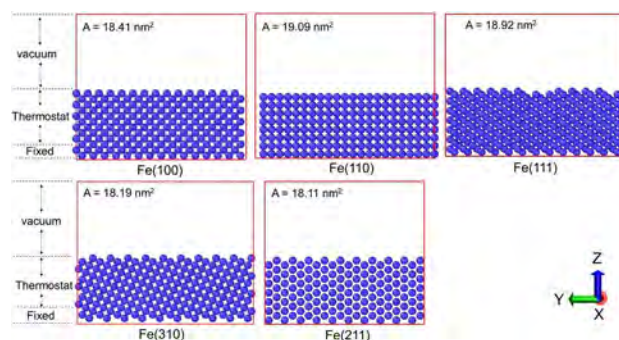 A = 18.41 nm²
A = 19.09 nm²
A = 18.92 nm²
vacuum
Thermostat
Fixed
Fe(100)
Fe(110)
Fe(111)
A = 18.19 nm²
A = 18.11 nm²
vacuum
Thermostat
Fixed
Fe(310)
Fe(211)
Z
Y
X